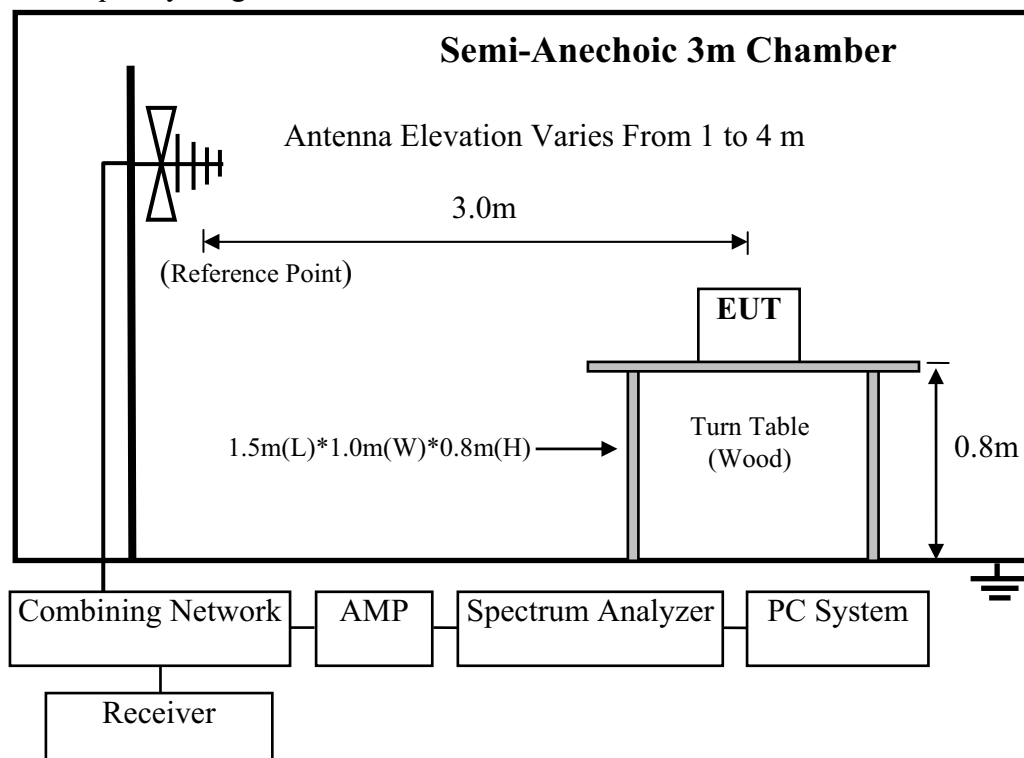 Semi-Anechoic 3m Chamber
Antenna Elevation Varies From 1 to 4 m
3.0m
(Reference Point)
EUT
1.5m(L)*1.0m(W)*0.8m(H)
Turn Table
(Wood)
0.8m
Combining Network
AMP
Spectrum Analyzer
PC System
Receiver